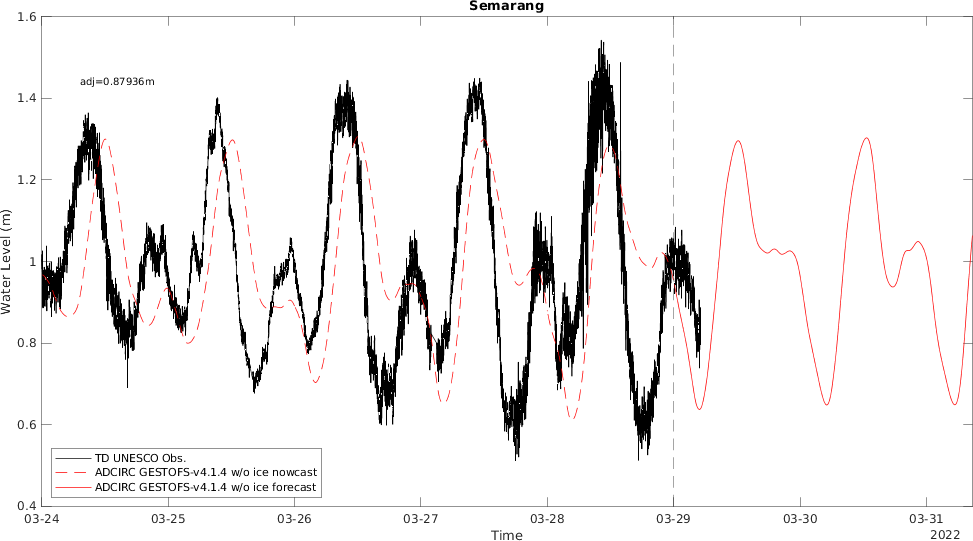 Semarang
1.6
1.4
1.2
1
0.8
0.6
0.4
Water Level (m)
adj=0.87936m
TD UNESCO Obs.
ADCIRC GESTOFS-v4.1.4 w/o ice nowcast
ADCIRC GESTOFS-v4.1.4 w/o ice forecast
03-24 03-25 03-26 03-27 03-28 03-29 03-30 03-31
Time
2022